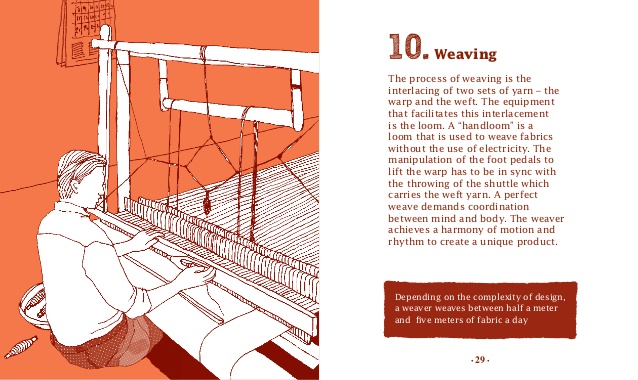 10. Weaving
The process of weaving is the
interlacing of two sets of yarn – the
warp and the weft. The equipment
that facilitates this interlacement
is the loom. A “handloom” is a
loom that is used to weave fabrics
without the use of electricity. The
manipulation of the foot pedals to
lift the warp has to be in sync with
the throwing of the shuttle which
carries the weft yarn. A perfect
weave demands coordination
between mind and body. The weaver
achieves a harmony of motion and
rhythm to create a unique product.
Depending on the complexity of design,
a weaver weaves between half a meter
and five meters of fabric a day
· 29 ·